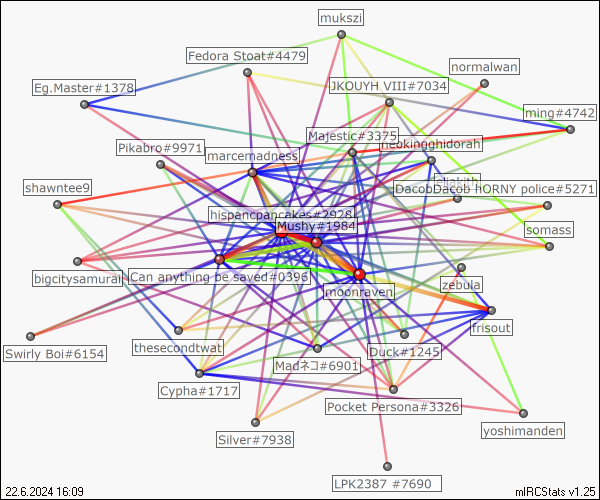 mukszi
Fedora Stoat#4479
normalwan
Eg.Master#1378
JKOUYH VIII#7034
ming#4742
Majestic#3375
Pikabro#9971
neokingghidorah
marcemadness
shawntee9
DacobDacob hORNY police#5271
hispancpancakes#2928
Mushy#1984
somass
bigcitysamurai
Can anything be saved#0396
zebula
moonraven
frisout
Swirly Boi#6154
thesecondtwat
Duck#1245
Madネコ#6901
Cypha#1717
Pocket Persona#3326
yoshimanden
Silver#7938
LPK2387 #7690
22.6.2024 16:09
mIRCStats v1.25